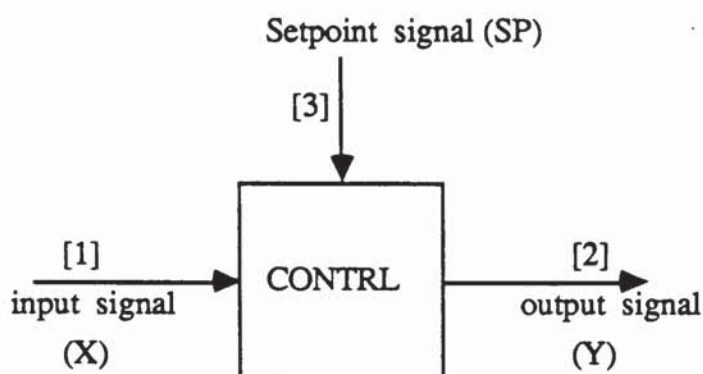 Setpoint signal (SP)
[3]
[1]
CONTRL
[2]
input signal
output signal
(X)
(Y)